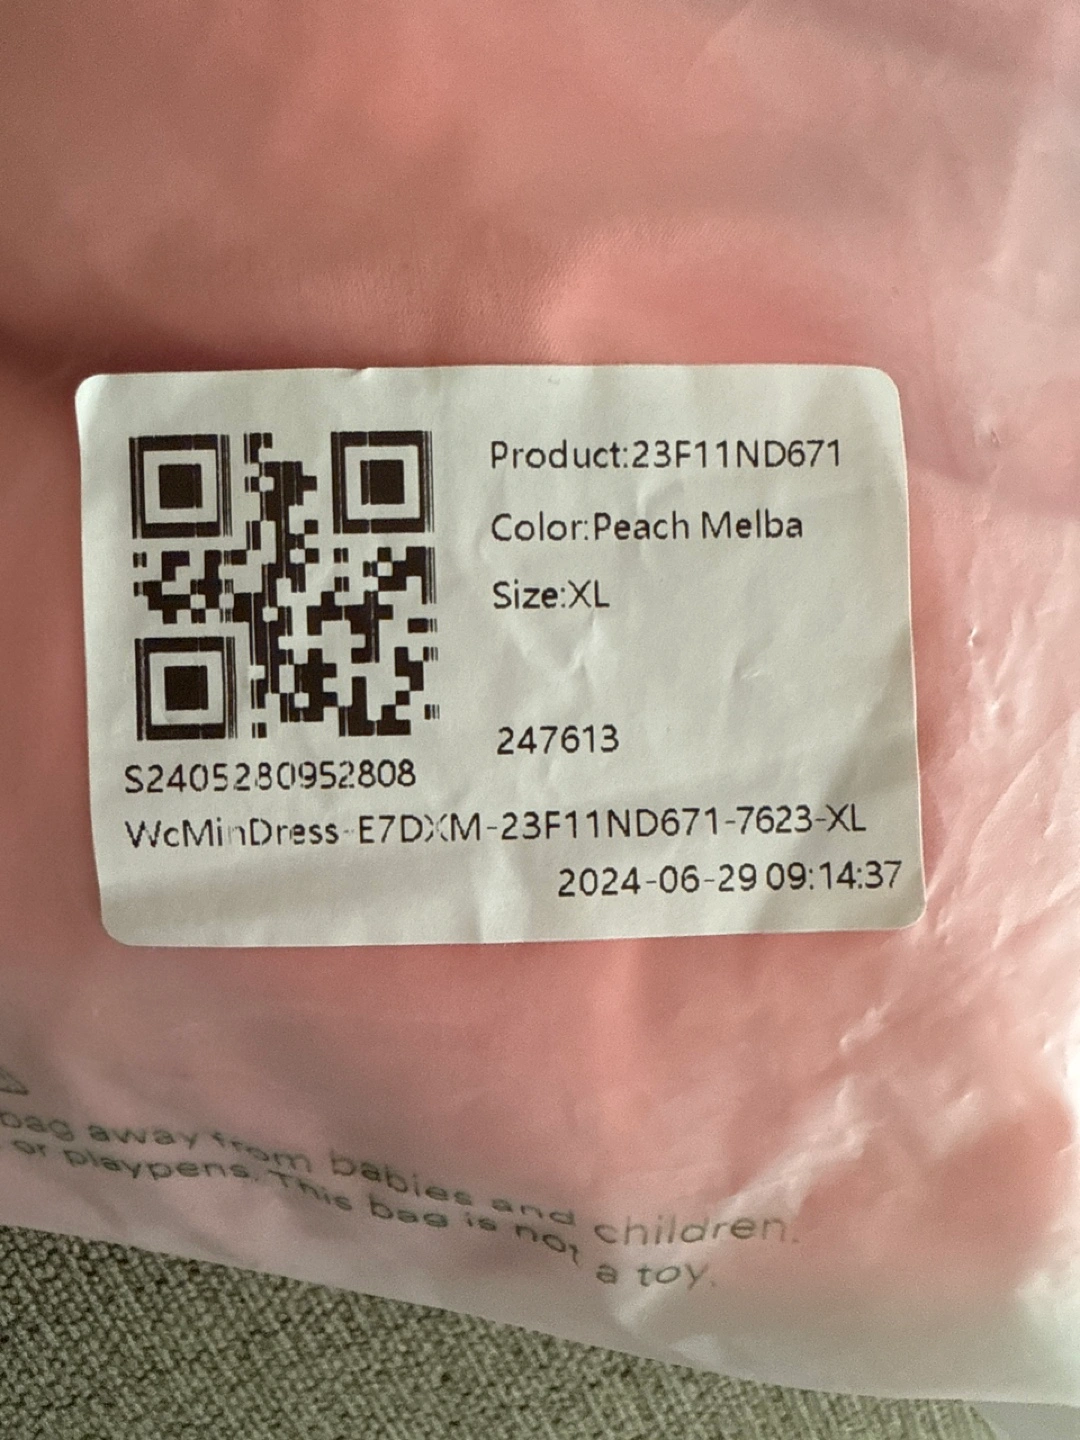 Product:23F11ND671
Color:Peach Melba
Size:XL
247613
S2405280952808
WcMinDress-E7DXM-23F11ND671-7623-XL
2024-06-29 09:14:37
bag away from babies and children.
or playpens. This bag is not a toy.